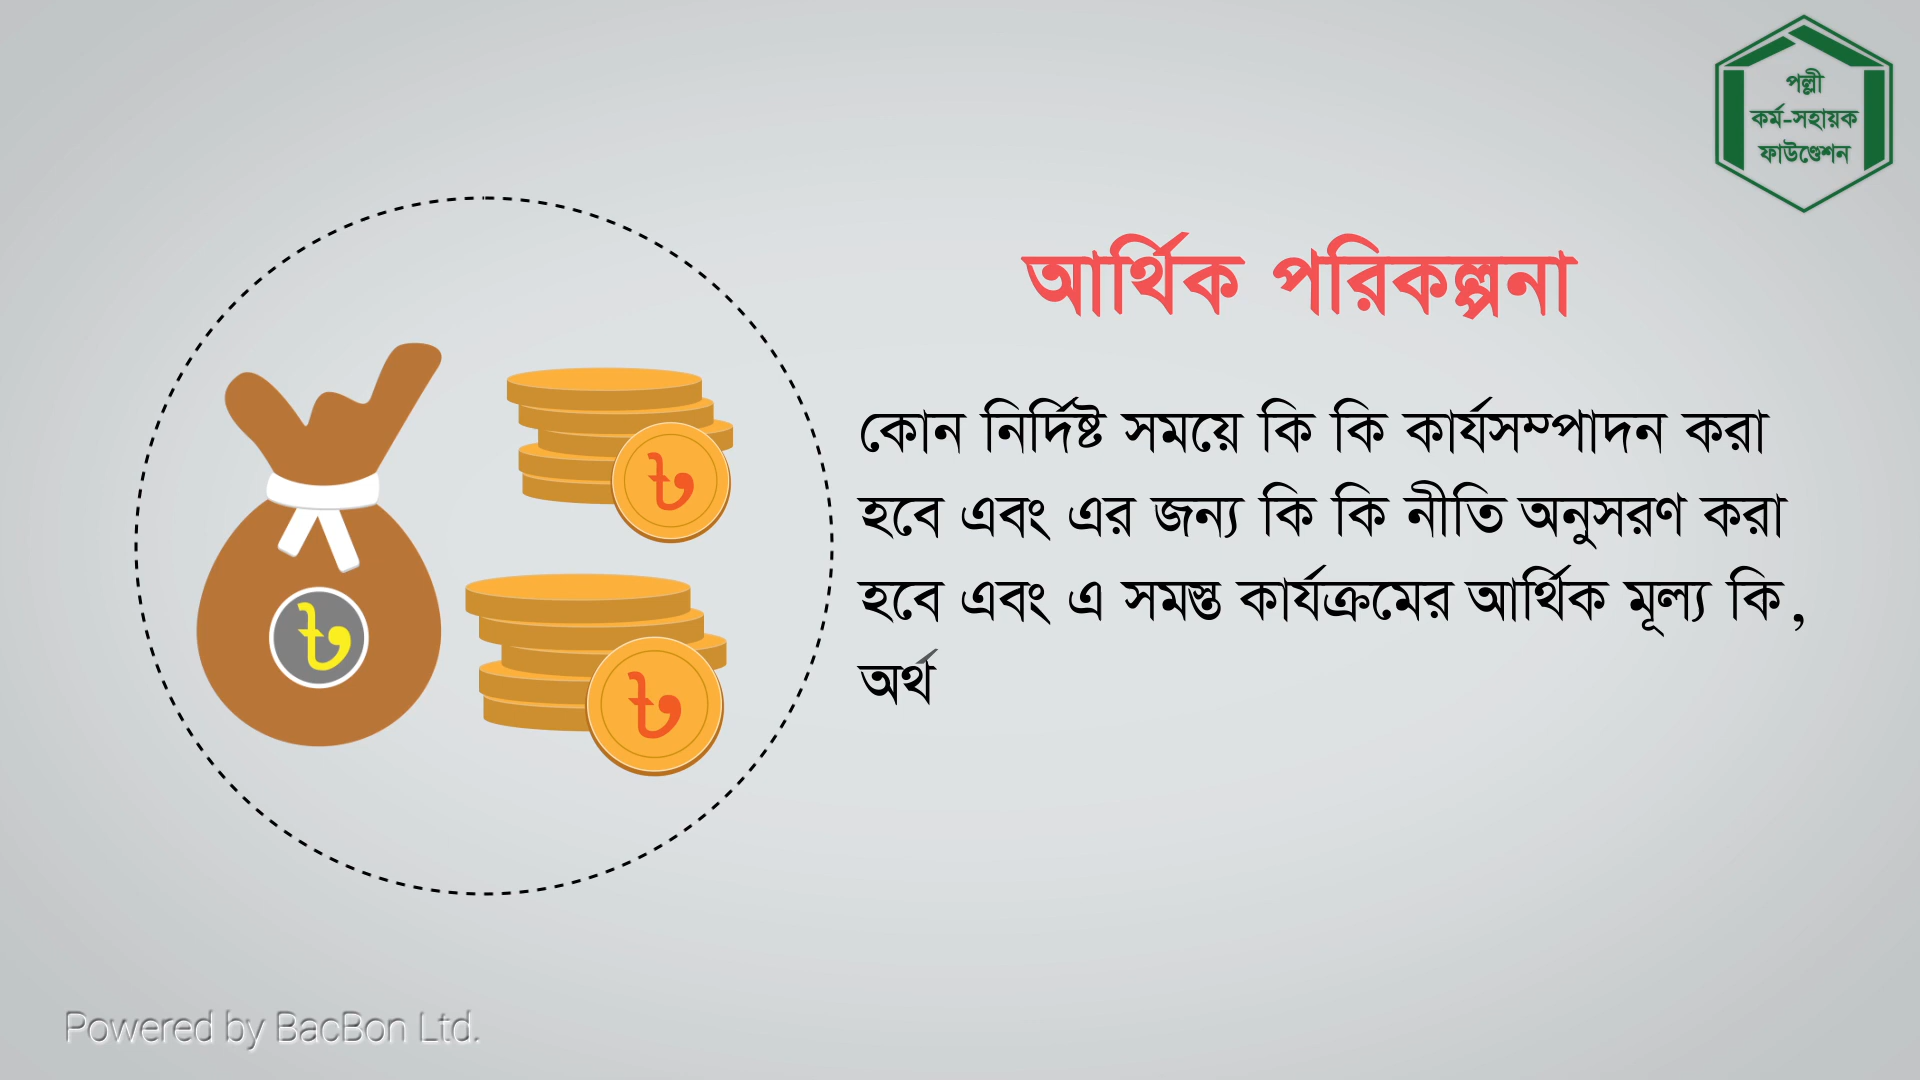 পল্লী
কর্ম-সহায়ক
ফাউণ্ডেশন
আর্থিক পরিকল্পনা
কোন নির্দিষ্ট সময়ে কি কি কার্যসম্পাদন করা
হবে এবং এর জন্য কি কি নীতি অনুসরণ করা
হবে এবং এ সমস্ত কার্যক্রমের আর্থিক মূল্য কি,
অর্থ
৳
৳
৳
Powered by BacBon Ltd.